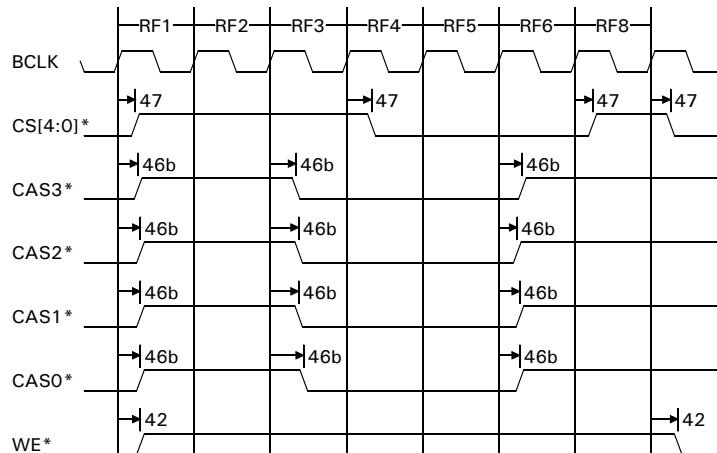 RF1 RF2 RF3 RF4 RF5 RF6 RF8
BCLK
47 47 47 47
CS[4:0]*
46b 46b 46b
CAS3*
46b 46b 46b
CAS2*
46b 46b 46b
CAS1*
46b 46b 46b
CAS0*
42 42
WE*